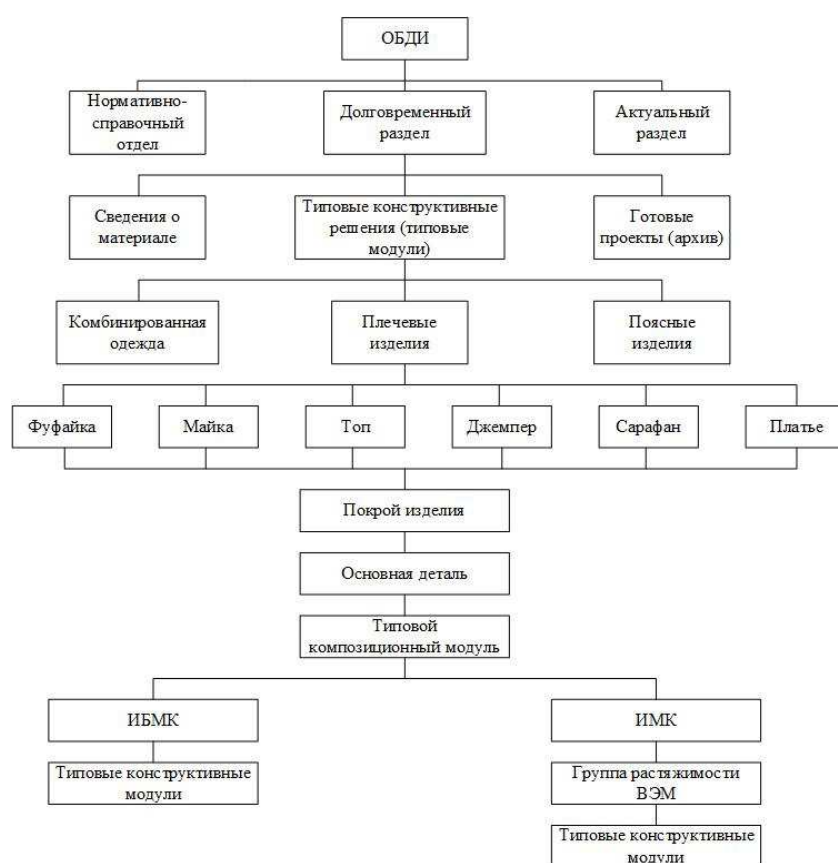 ОБДИ
Нормативно-
справочный
отдел
Долговременный
раздел
Актуальный
раздел
Сведения о
материале
Типовые конструктивные
решения (типовые
модули)
Готовые
проекты (архив)
Комбинированная
одежда
Плечевые
изделия
Поясные
изделия
Фуфайка
Майка
Топ
Джемпер
Сарафан
Платье
Покрой изделия
Основная деталь
Типовой
композиционный модуль
ИБМК
ИМК
Типовые конструктивные
модули
Группа растяжимости
ВЭМ
Типовые конструктивные
модули